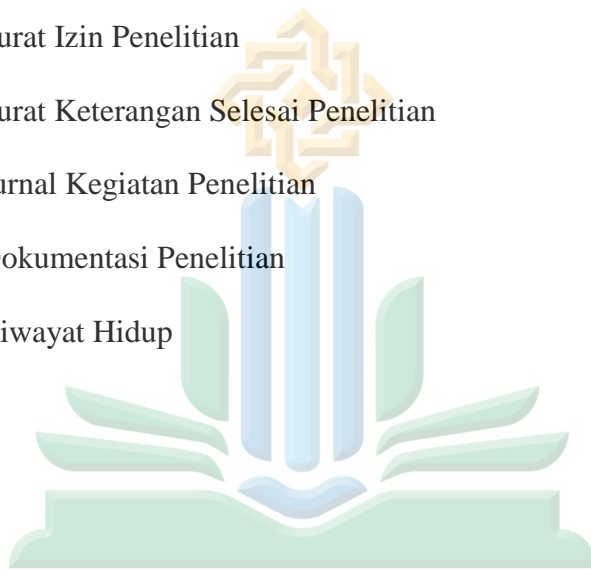 urat Izin Penelitian
urat Keterangan Selesai Penelitian
urnal Kegiatan Penelitian
okumentasi Penelitian
iwayat Hidup